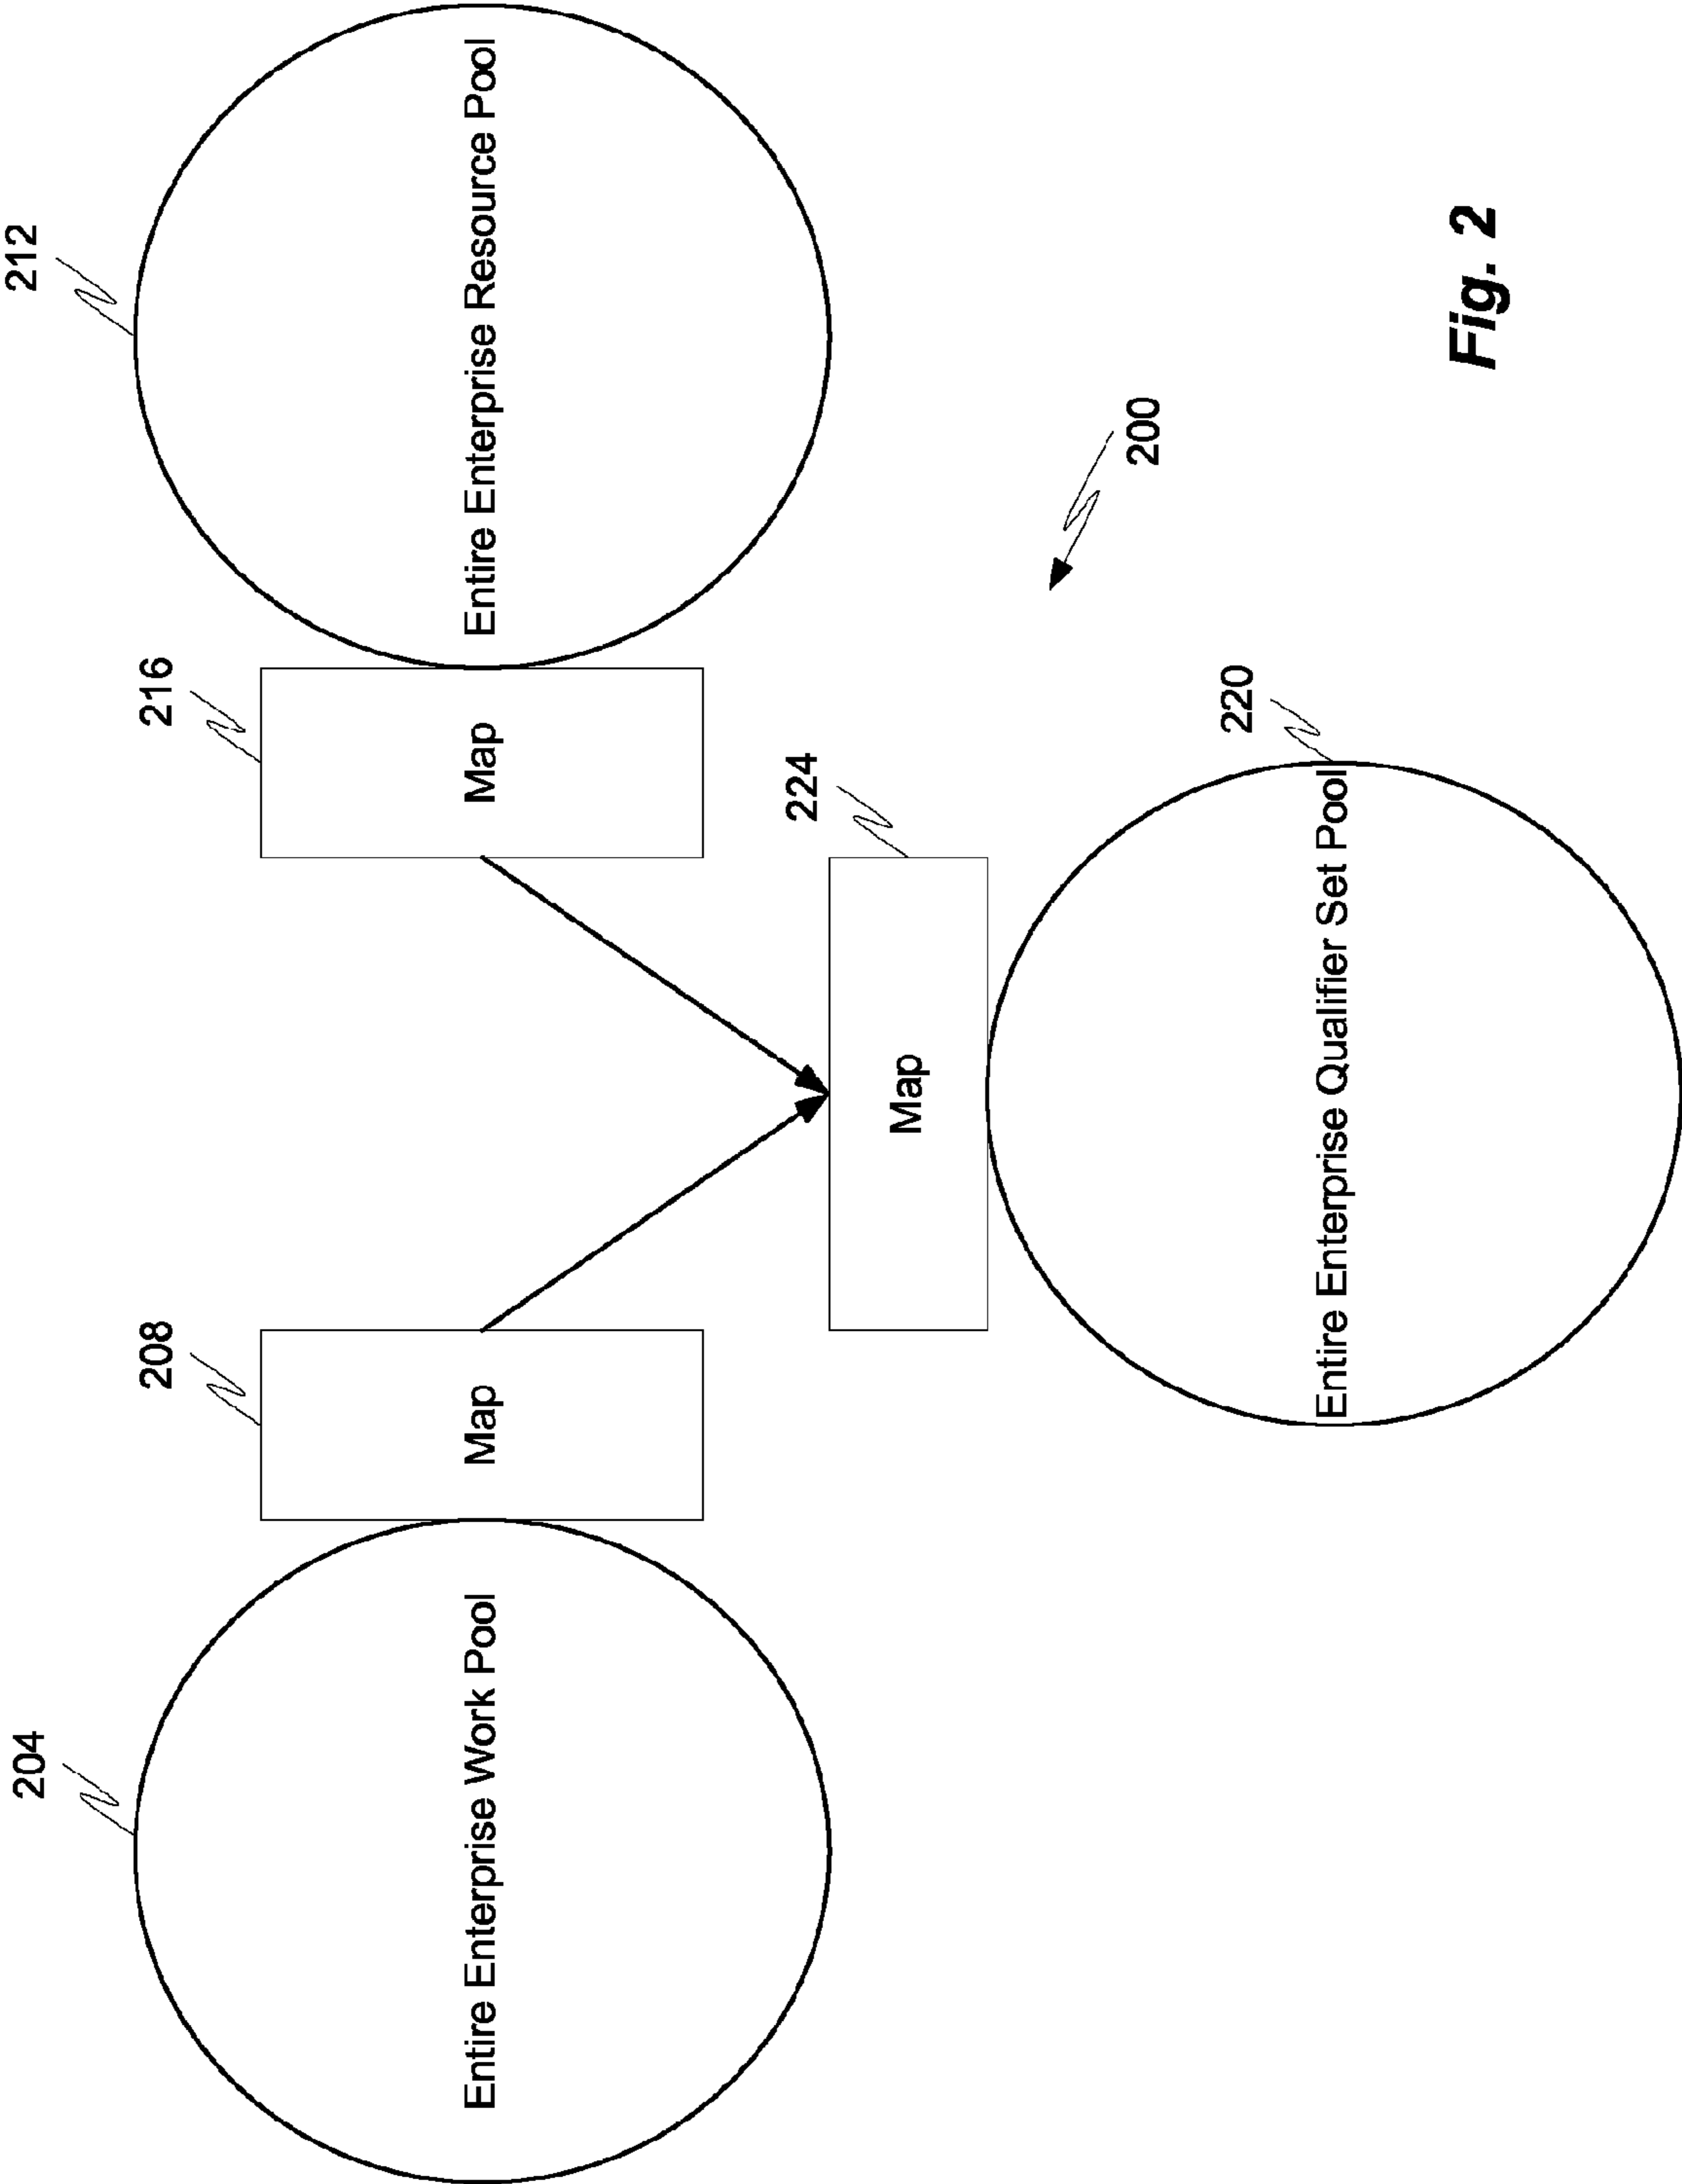 204
212
208
216
Entire Enterprise Work Pool
Map
Map
Entire Enterprise Resource Pool
224
Map
200
220
Entire Enterprise Qualifier Set Pool
Fig. 2